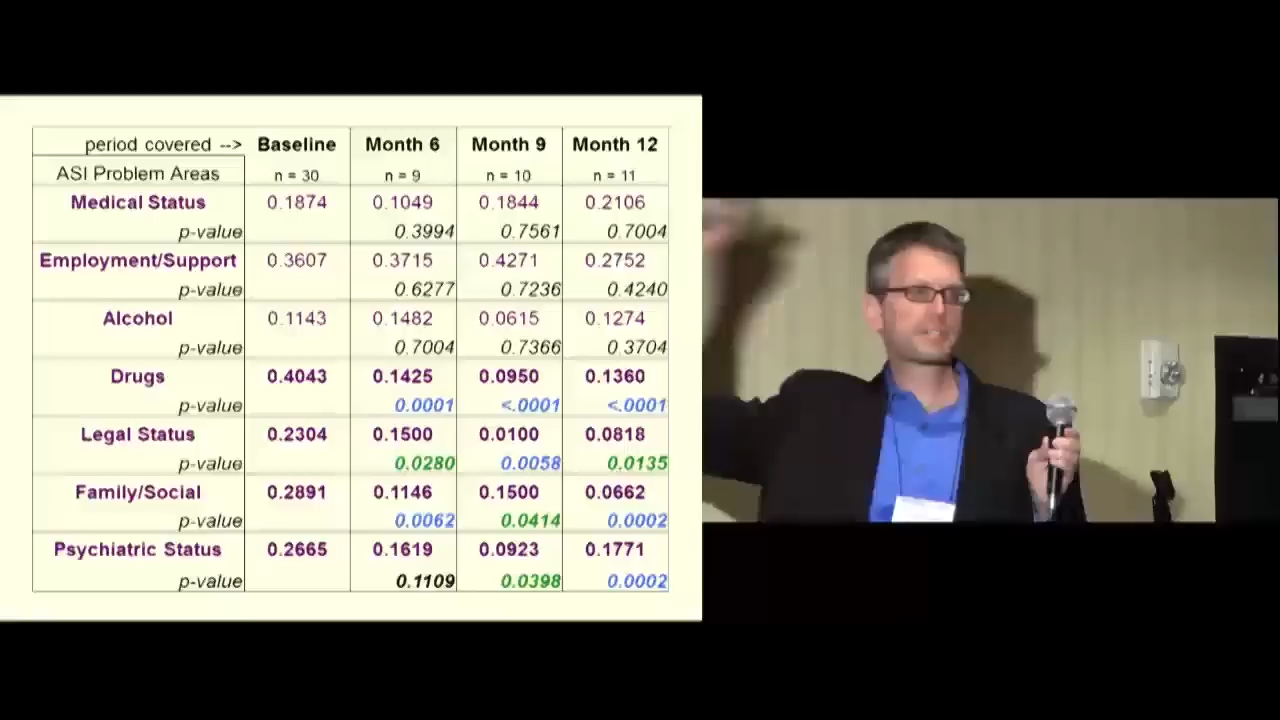 period covered --> Baseline Month 6 Month 9 Month 12
ASI Problem Areas n = 30 n = 9 n = 10 n = 11
Medical Status 0.1874 0.1049 0.1844 0.2106
p-value 0.3994 0.7561 0.7004
Employment/Support 0.3607 0.3715 0.4271 0.2752
p-value 0.6277 0.7236 0.4240
Alcohol 0.1143 0.1482 0.0615 0.1274
p-value 0.7004 0.7366 0.3704
Drugs 0.4043 0.1425 0.0950 0.1360
p-value 0.0001 <.0001 <.0001
Legal Status 0.2304 0.1500 0.0100 0.0818
p-value 0.0280 0.0058 0.0135
Family/Social 0.2891 0.1146 0.1500 0.0662
p-value 0.0062 0.0414 0.0002
Psychiatric Status 0.2665 0.1619 0.0923 0.1771
p-value 0.1109 0.0398 0.0002